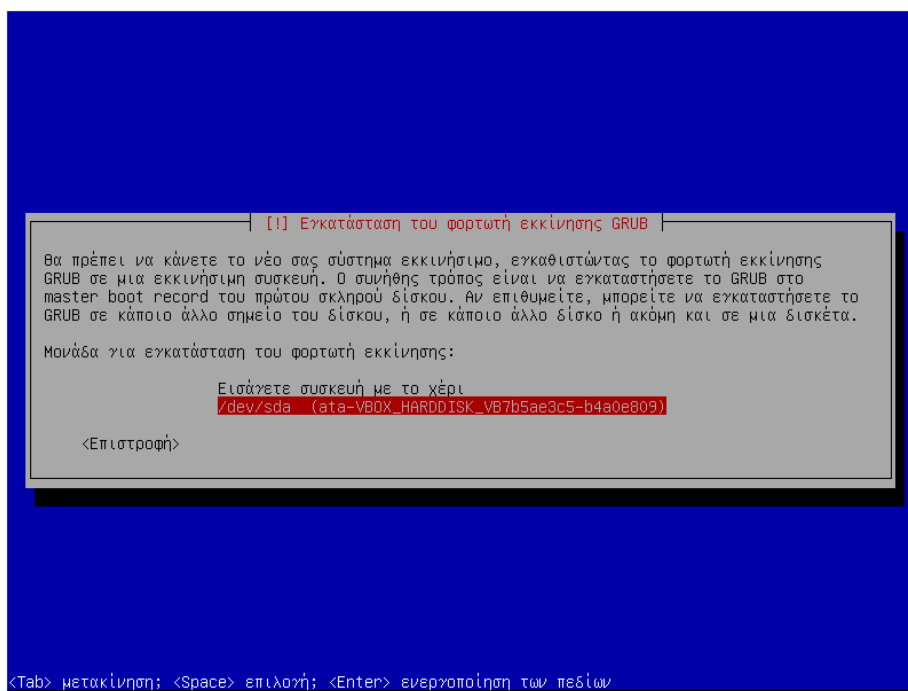 [!] Εγκατάσταση του φορτωτή εκκίνησης GRUB
Θα πρέπει να κάνετε το νέο σας σύστημα εκκινήσιμο, εγκαθιστώντας το φορτωτή εκκίνησης
GRUB σε μια εκκινήσιμη συσκευή. Ο συνήθης τρόπος είναι να εγκαταστήσετε το GRUB στο
master boot record του πρώτου σκληρού δίσκου. Αν επιθυμείτε, μπορείτε να εγκαταστήσετε το
GRUB σε κάποιο άλλο σημείο του δίσκου, ή σε κάποιο άλλο δίσκο ή ακόμη και σε μια δισκέτα.
Μονάδα για εγκατάσταση του φορτωτή εκκίνησης:
Εισάγετε συσκευή με το χέρι
/dev/sda (ata-VBOX_HARDDISK_VB7b5ae3c5-b4a0e809)
<Επιστροφή>
<Tab> μετακίνηση; <Space> επιλογή; <Enter> ενεργοποίηση των πεδίων